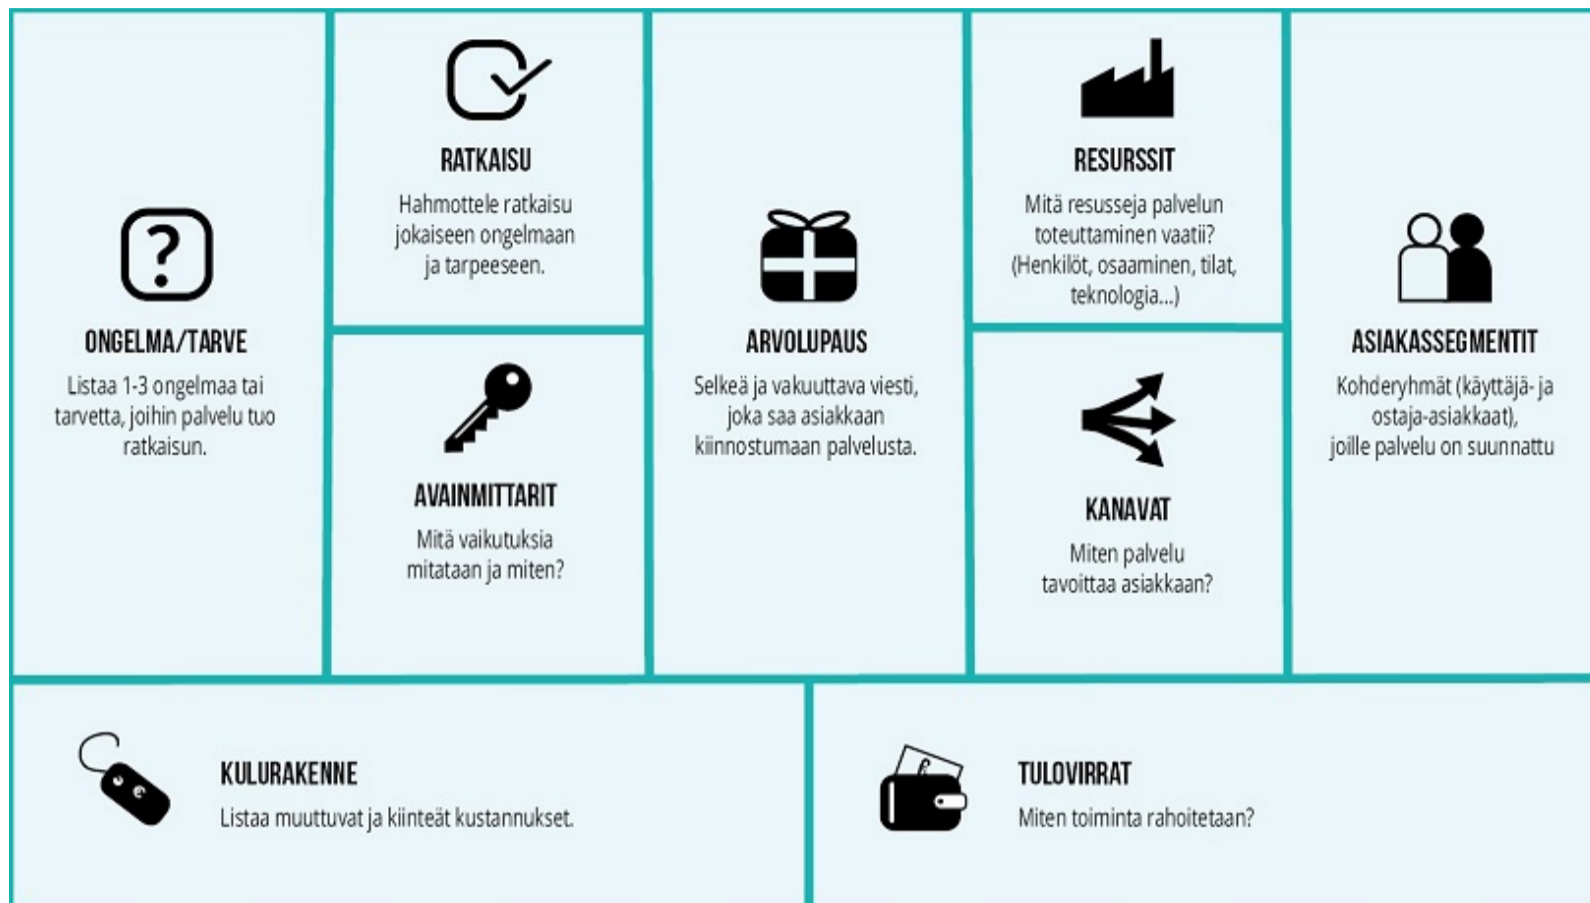 ONGELMA/TARVE
Listaa 1-3 ongelmaa tai
tarvetta, joihin palvelu tuo
ratkaisun.
RATKAISU
Hahmottele ratkaisu
jokaiseen ongelmaan
ja tarpeeseen.
AVAINMITTARIT
Mitä vaikutuksia
mitataan ja miten?
ARVOLUPAUS
Selkeä ja vakuuttava viesti,
joka saa asiakkaan
kiinnostumaan palvelusta.
RESURSSIT
Mitä resusseja palvelun
toteuttaminen vaatii?
(Henkilöt, osaaminen, tilat,
teknologia...)
KANAVAT
Miten palvelu
tavoittaa asiakkaan?
ASIAKASSEGMENTIT
Kohderyhmät (käyttäjä- ja
ostaja-asiakkaat),
joille palvelu on suunnattu
KULURAKENNE
Listaa muuttuvat ja kiinteät kustannukset.
TULOVIRRAT
Miten toiminta rahoitetaan?